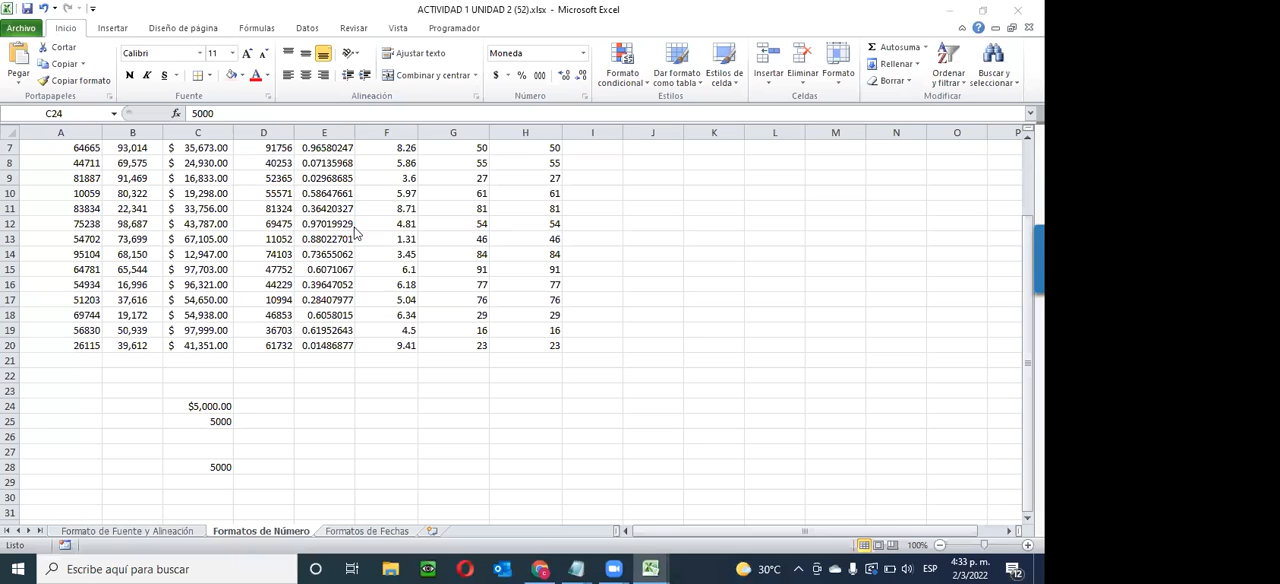 ACTIVIDAD 1 UNIDAD 2 (52).xlsx - Microsoft Excel
Archivo Inicio Insertar Diseño de página Fórmulas Datos Revisar Vista Programador
Pegar Cortar Copiar Copiar formato Portapapeles
Calibri 11 N K S A A A Fuente
Ajustar texto Combinar y centrar Alineación
Moneda $ % 000 Número
Formato condicional Dar formato como tabla Estilos de celda Estilos
Insertar Eliminar Formato Celdas
Σ Autosuma Rellenar Borrar Ordenar y filtrar Buscar y seleccionar Modificar
C24 fx 5000
A B C D E F G H I J K L M N O P
7 64665 93,014 $ 35,673.00 91756 0.96580247 8.26 50 50
8 44711 69,575 $ 24,930.00 40253 0.07135968 5.86 55 55
9 81887 91,469 $ 16,833.00 52365 0.02968685 3.6 27 27
10 10059 80,322 $ 19,298.00 55571 0.58647661 5.97 61 61
11 83834 22,341 $ 33,756.00 81324 0.36420327 8.71 81 81
12 75238 98,687 $ 43,787.00 69475 0.97019929 4.81 54 54
13 54702 73,699 $ 67,105.00 11052 0.88022701 1.31 46 46
14 95104 68,150 $ 12,947.00 74103 0.73655062 3.45 84 84
15 64781 65,544 $ 97,703.00 47752 0.6071067 6.1 91 91
16 54934 16,996 $ 96,321.00 44229 0.39647052 6.18 77 77
17 51203 37,616 $ 54,650.00 10994 0.28407977 5.04 76 76
18 69744 19,172 $ 54,938.00 46853 0.6058015 6.34 29 29
19 56830 50,939 $ 97,999.00 36703 0.61952643 4.5 16 16
20 26115 39,612 $ 41,351.00 61732 0.01486877 9.41 23 23
21
22
23
24 $5,000.00
25 5000
26
27
28 5000
29
30
31
Formato de Fuente y Alineación Formatos de Número Formatos de Fechas
Listo 100%
Escribe aquí para buscar 30°C ESP 4:33 p. m. 2/3/2022 12